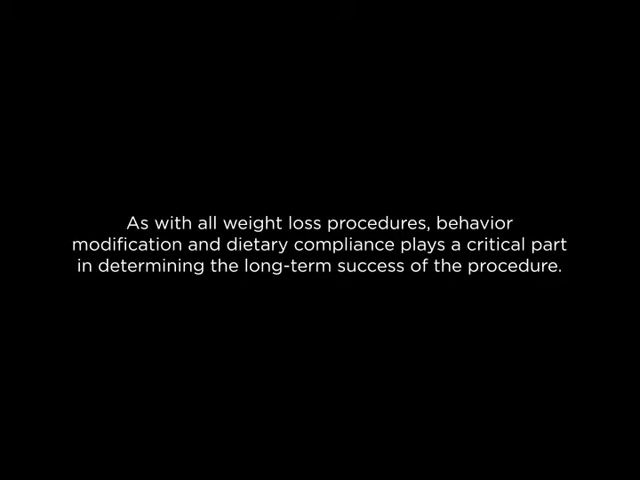 As with all weight loss procedures, behavior
modification and dietary compliance plays a critical part
in determining the long-term success of the procedure.